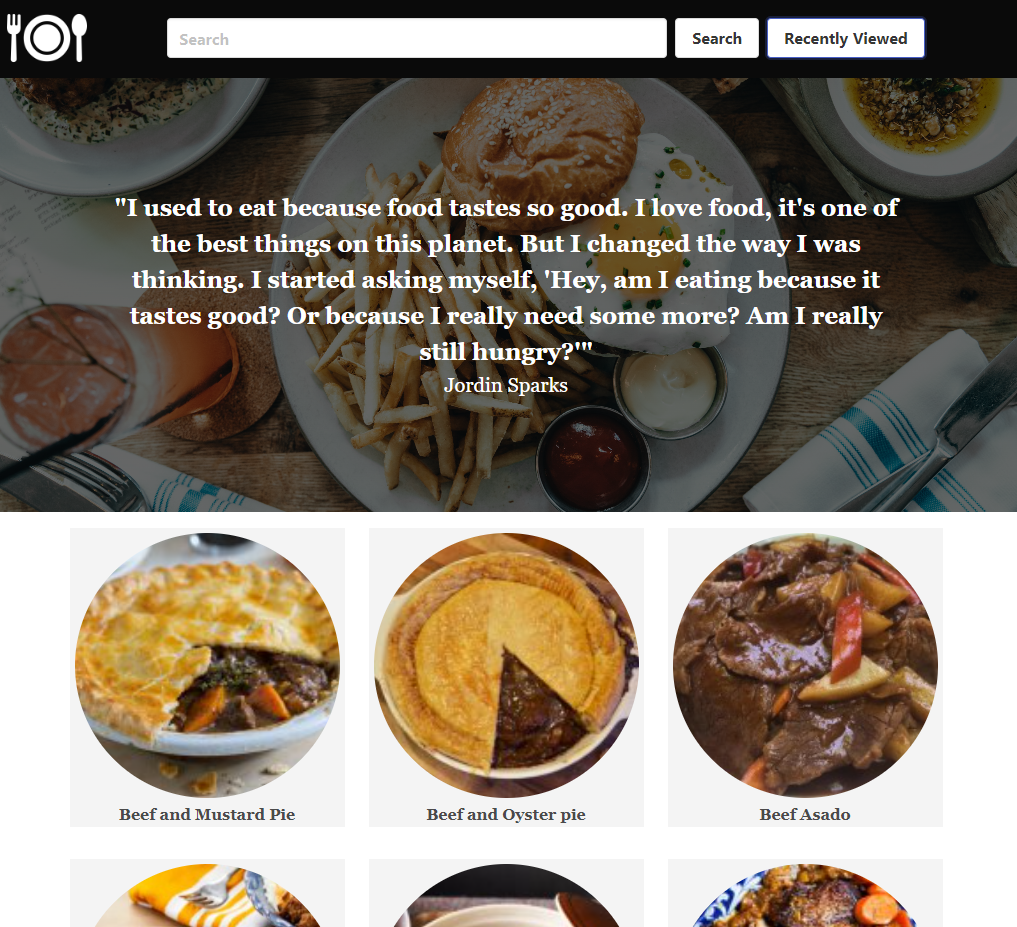 Search
Search
Recently Viewed
"I used to eat because food tastes so good. I love food, it's one of
the best things on this planet. But I changed the way I was
thinking. I started asking myself, 'Hey, am I eating because it
tastes good? Or because I really need some more? Am I really
still hungry?'"
Jordin Sparks
Beef and Mustard Pie
Beef and Oyster pie
Beef Asado